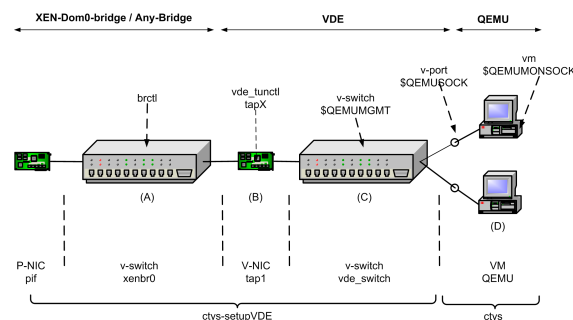 XEN-Dom0-bridge / Any-Bridge
VDE
QEMU
brctl
vde_tunctl
tapX
v-switch
$QEMUMGMT
v-port
$QEMUSOCK
vm
$QEMUMONSOCK
(A)
(B)
(C)
(D)
P-NIC
pif
v-switch
xenbr0
V-NIC
tap1
v-switch
vde_switch
VM
QEMU
ctys-setupVDE
ctys